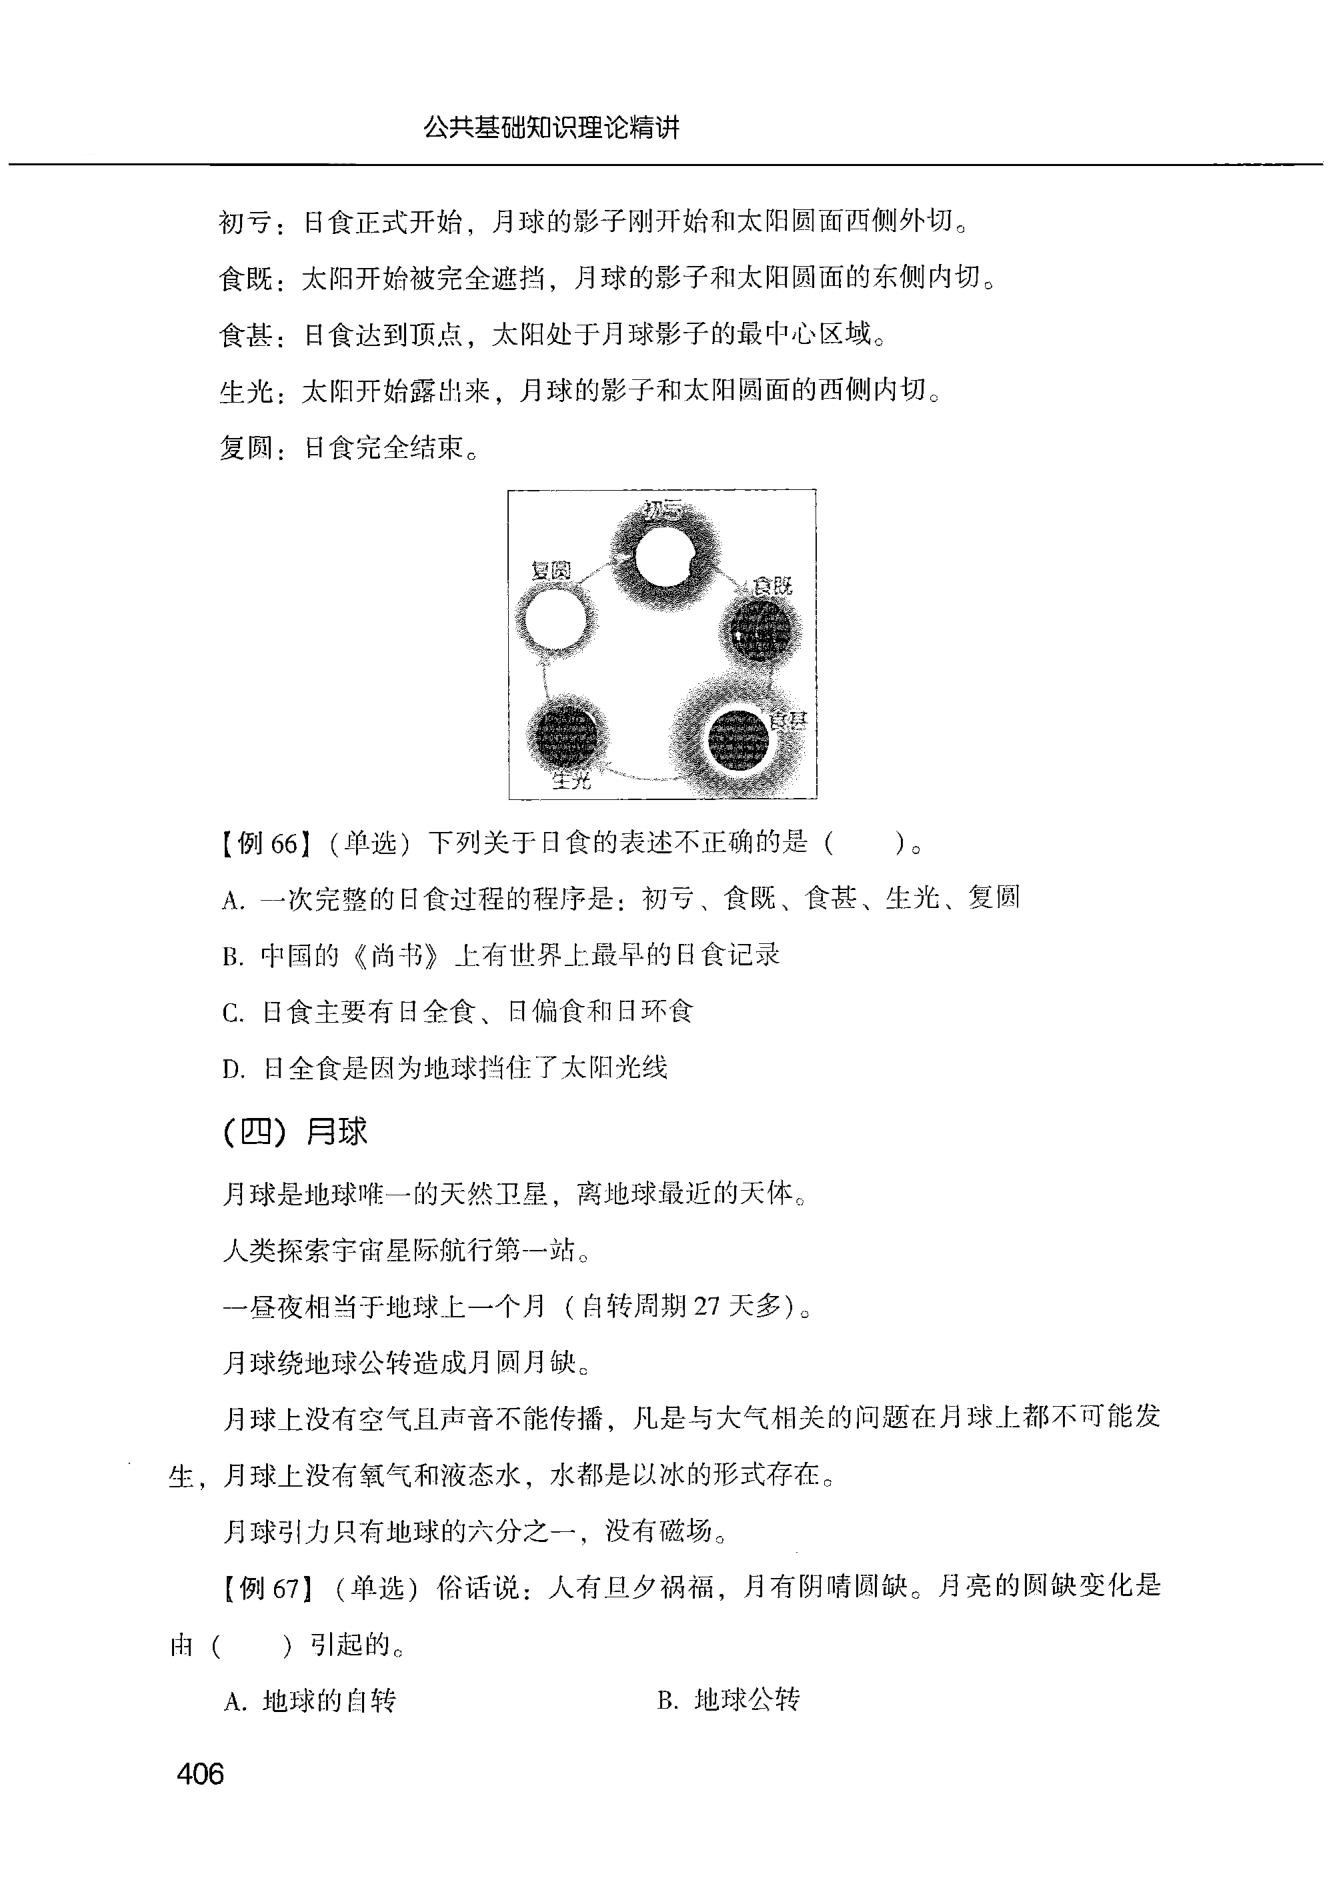 公共基础知识理论精讲
初亏：日食正式开始，月球的影子刚开始和太阳圆面西侧外切。
食既：太阳开始被完全遮挡，月球的影子和太阳圆面的东侧内切。
食甚：日食达到顶点，太阳处于月球影子的最中心区域。
生光：太阳开始露出来，月球的影子和太阳圆面的西侧内切。
复圆：日食完全结束。
初亏
复圆
食既
食甚
生光
【例 66】（单选）下列关于日食的表述不正确的是（　　）。
A. 一次完整的日食过程的程序是：初亏、食既、食甚、生光、复圆
B. 中国的《尚书》上有世界上最早的日食记录
C. 日食主要有日全食、日偏食和日环食
D. 日全食是因为地球挡住了太阳光线
（四）月球
月球是地球唯一的天然卫星，离地球最近的天体。
人类探索宇宙星际航行第一站。
一昼夜相当于地球上一个月（自转周期 27 天多）。
月球绕地球公转造成月圆月缺。
月球上没有空气且声音不能传播，凡是与大气相关的问题在月球上都不可能发
生，月球上没有氧气和液态水，水都是以冰的形式存在。
月球引力只有地球的六分之一，没有磁场。
【例 67】（单选）俗话说：人有旦夕祸福，月有阴晴圆缺。月亮的圆缺变化是
由（　　）引起的。
A. 地球的自转　　B. 地球公转
406